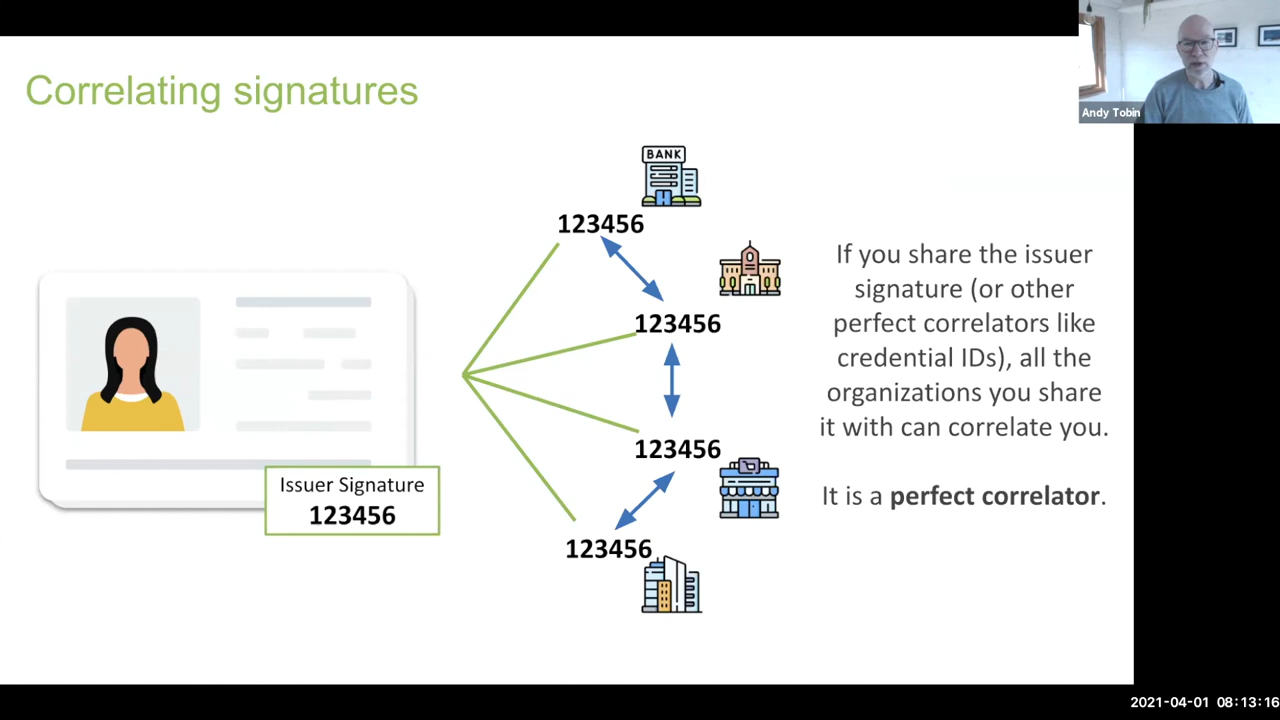 Correlating signatures
Andy Tobin
BANK
123456
123456
123456
123456
Issuer Signature
123456
If you share the issuer
signature (or other
perfect correlators like
credential IDs), all the
organizations you share
it with can correlate you.
It is a perfect correlator.
2021-04-01 08:13:16